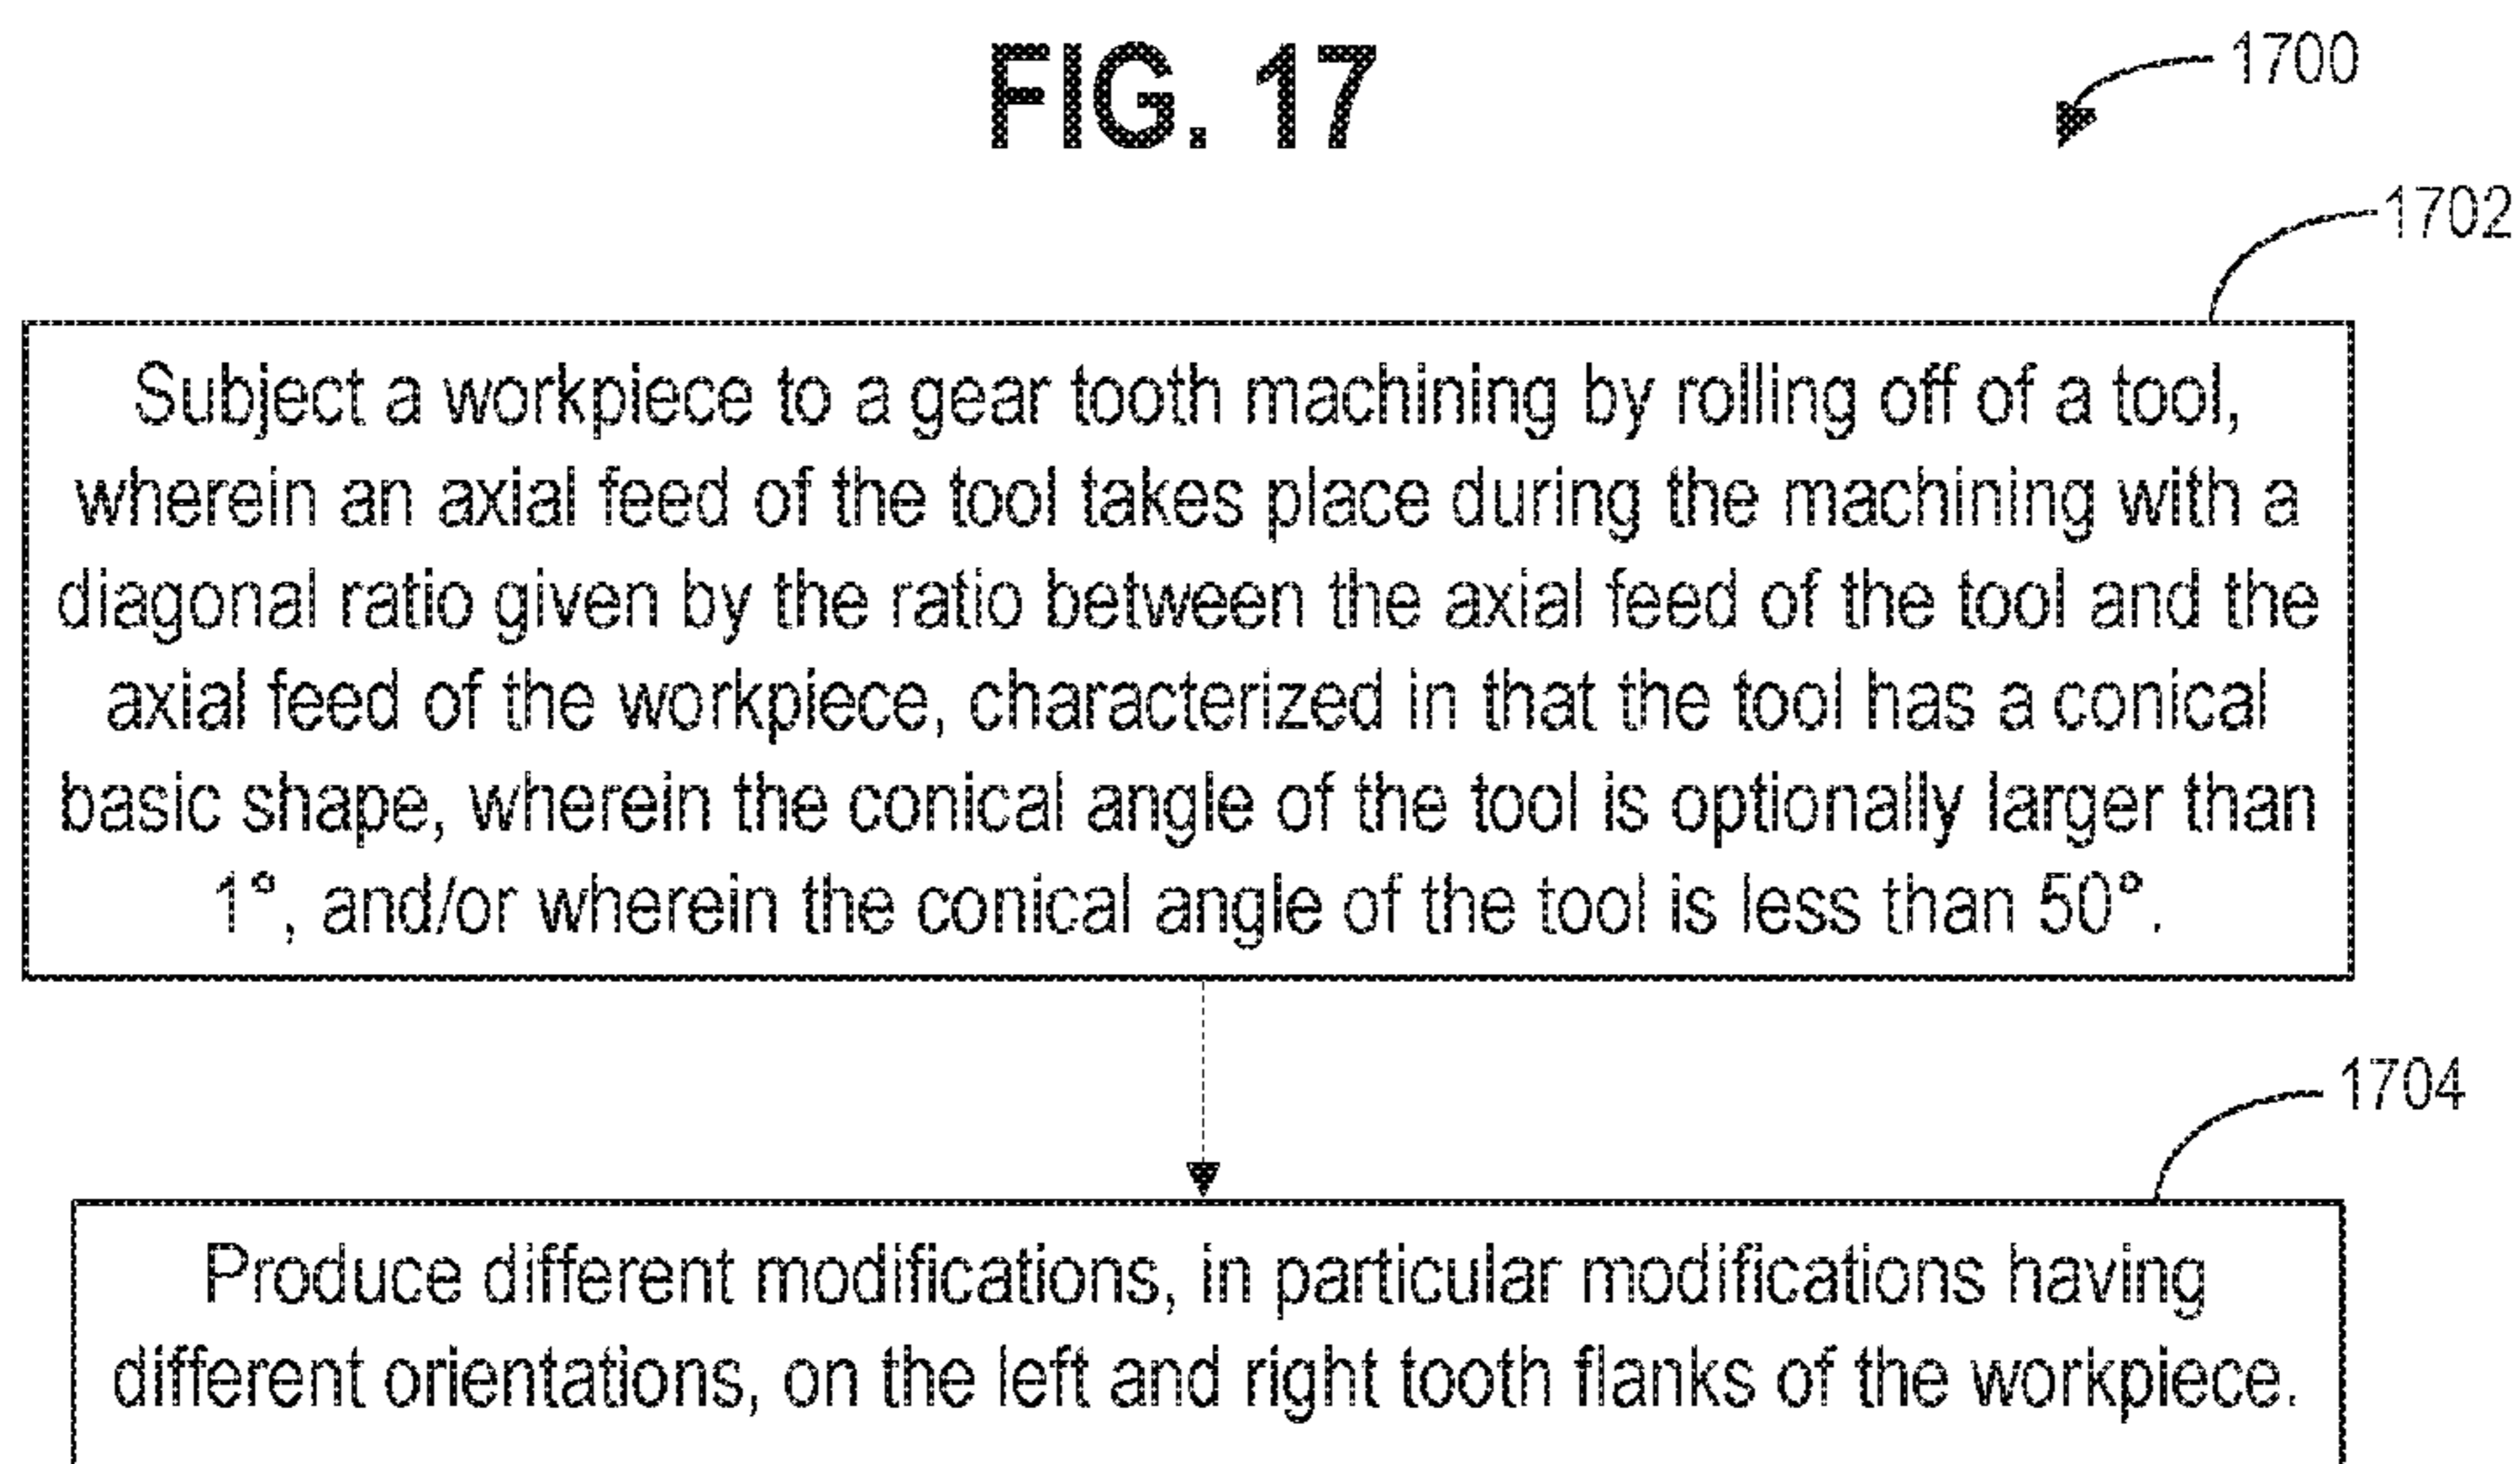 FIG. 17
1700
1702
Subject a workpiece to a gear tooth machining by rolling off of a tool,
wherein an axial feed of the tool takes place during the machining with a
diagonal ratio given by the ratio between the axial feed of the tool and the
axial feed of the workpiece, characterized in that the tool has a conical
basic shape, wherein the conical angle of the tool is optionally larger than
1°, and/or wherein the conical angle of the tool is less than 50°.
1704
Produce different modifications, in particular modifications having
different orientations, on the left and right tooth flanks of the workpiece.